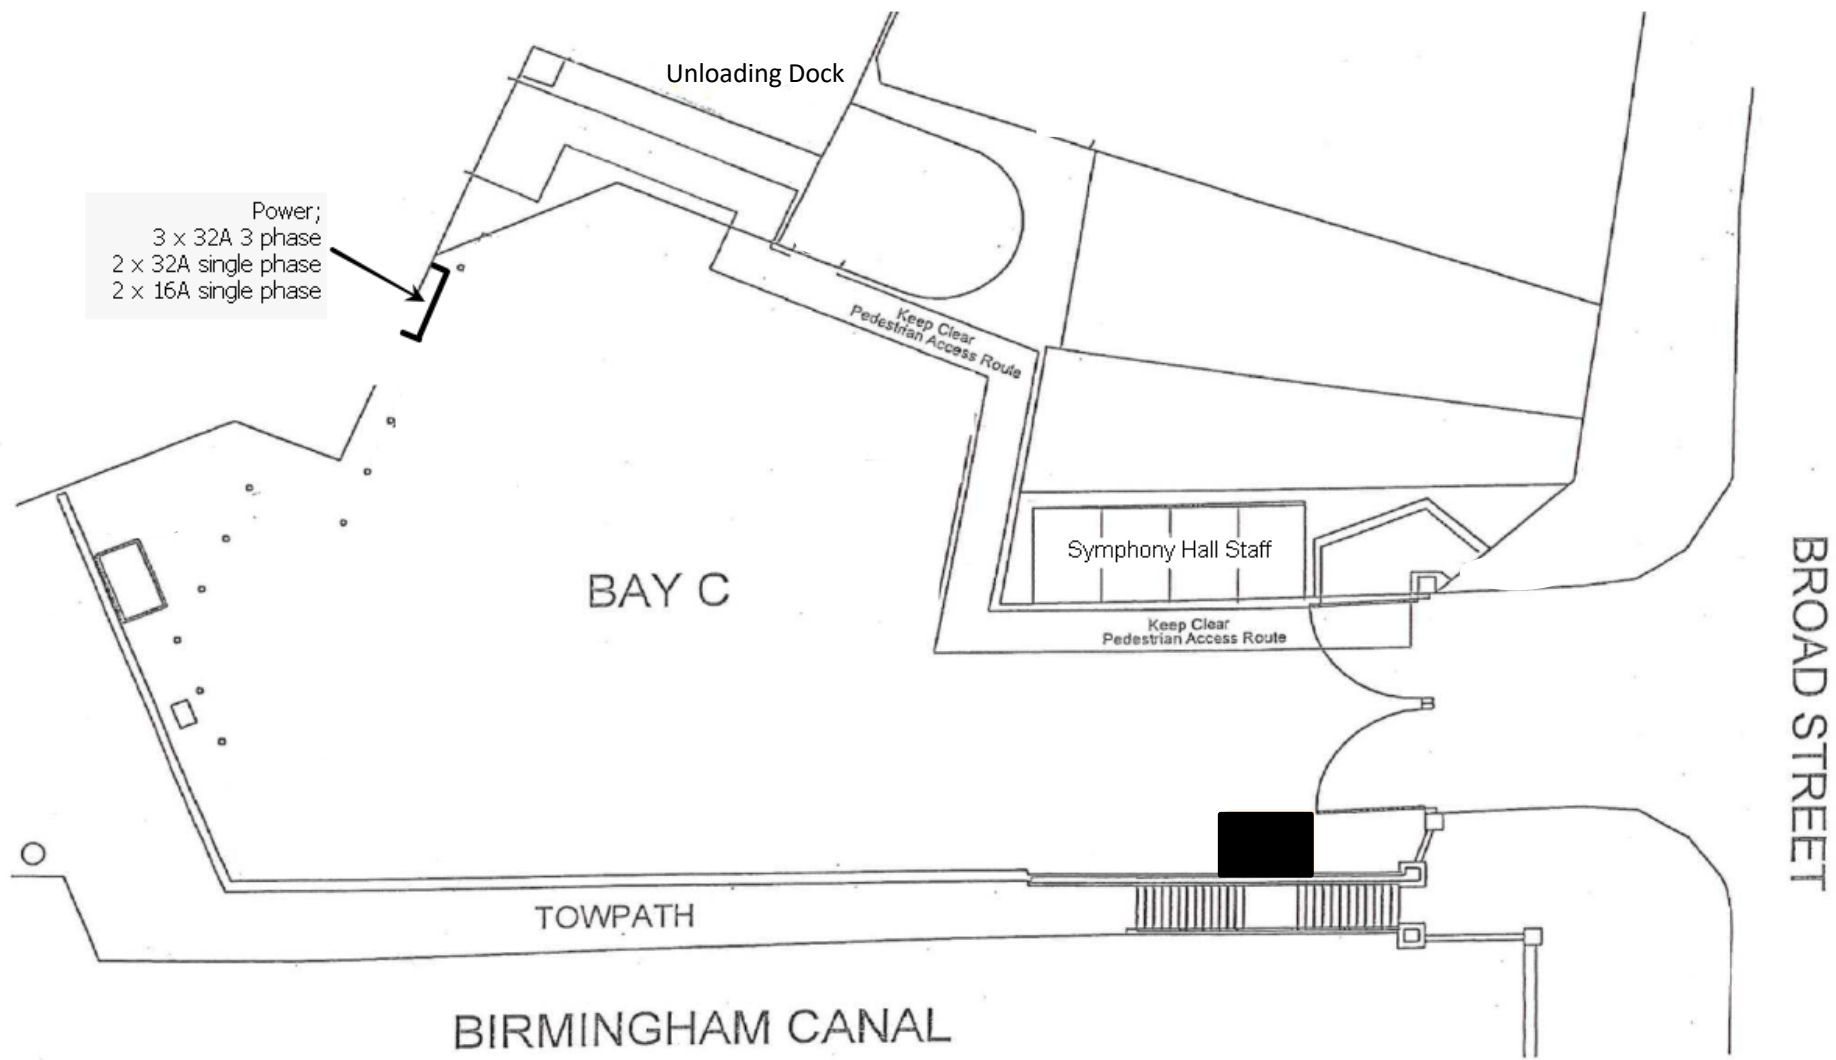 Unloading Dock
Power;
3 x 32A 3 phase
2 x 32A single phase
2 x 16A single phase
Keep Clear
Pedestrian Access Route
Symphony Hall Staff
BAY C
Keep Clear
Pedestrian Access Route
BROAD STREET
TOWPATH
BIRMINGHAM CANAL